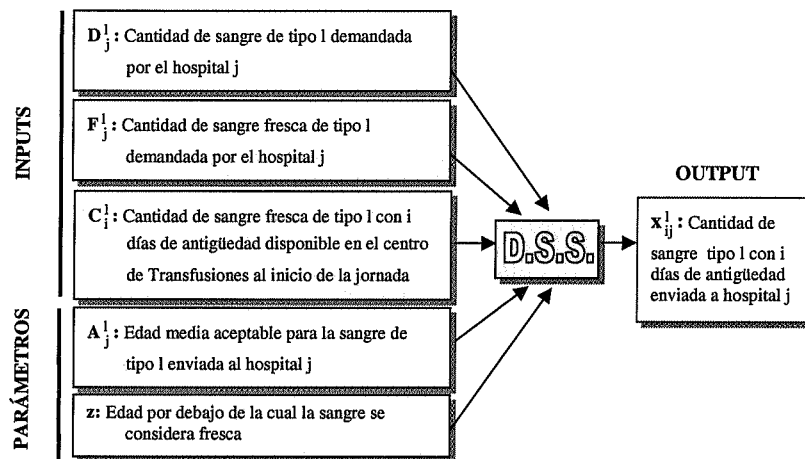 INPUTS
D^l_j: Cantidad de sangre de tipo l demandada
por el hospital j
F^l_j: Cantidad de sangre fresca de tipo l
demandada por el hospital j
C^l_i: Cantidad de sangre fresca de tipo l con i
días de antigüedad disponible en el centro
de Transfusiones al inicio de la jornada
PARÁMETROS
A^l_j: Edad media aceptable para la sangre de
tipo l enviada al hospital j
z: Edad por debajo de la cual la sangre se
considera fresca
D.S.S.
OUTPUT
x^l_ij: Cantidad de
sangre tipo l con i
días de antigüedad
enviada a hospital j